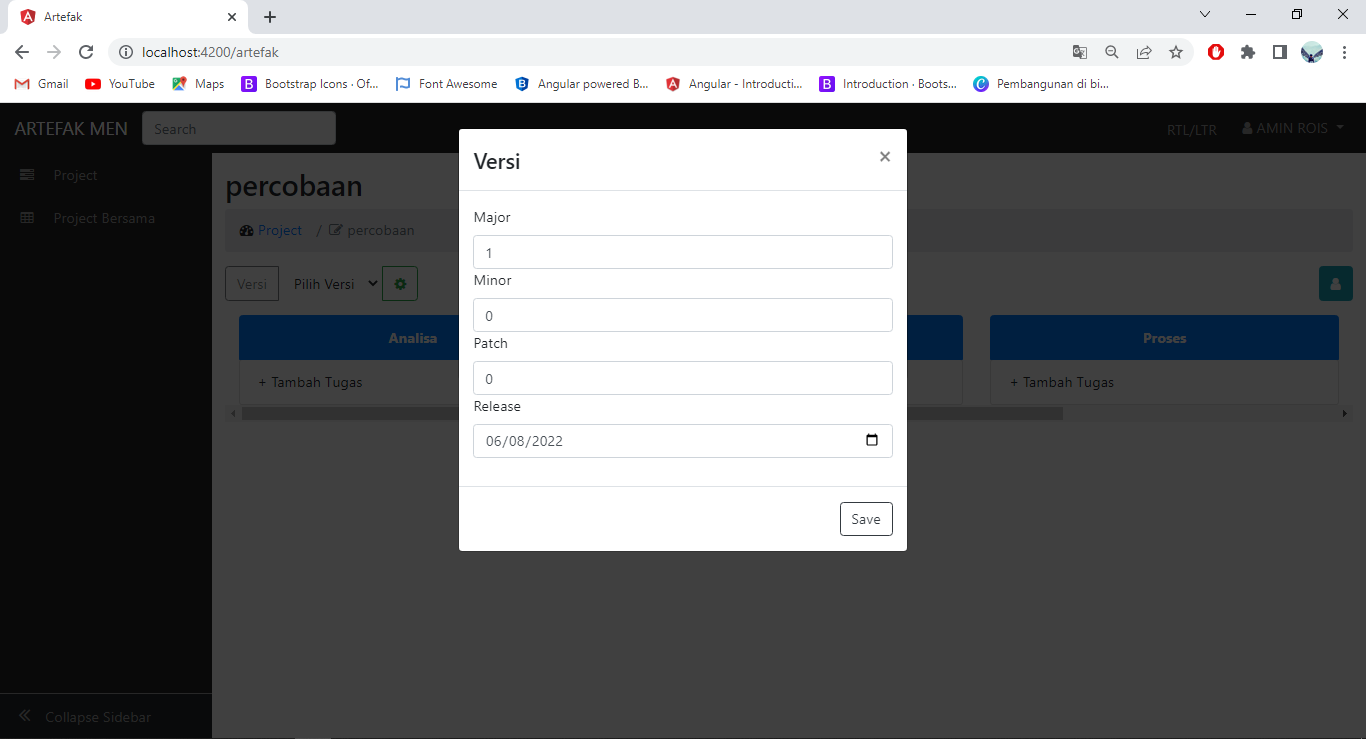 Artefak
localhost:4200/artefak
Gmail YouTube Maps Bootstrap Icons · Of... Font Awesome Angular powered B... Angular - Introducti... Introduction · Boots... Pembangunan di bi...
ARTEFAK MEN Search RTL/LTR AMIN ROIS
Project
Project Bersama
percobaan
Project / percobaan
Versi Pilih Versi
Analisa Proses
+ Tambah Tugas + Tambah Tugas
Collapse Sidebar
Versi ×
Major
1
Minor
0
Patch
0
Release
06/08/2022
Save